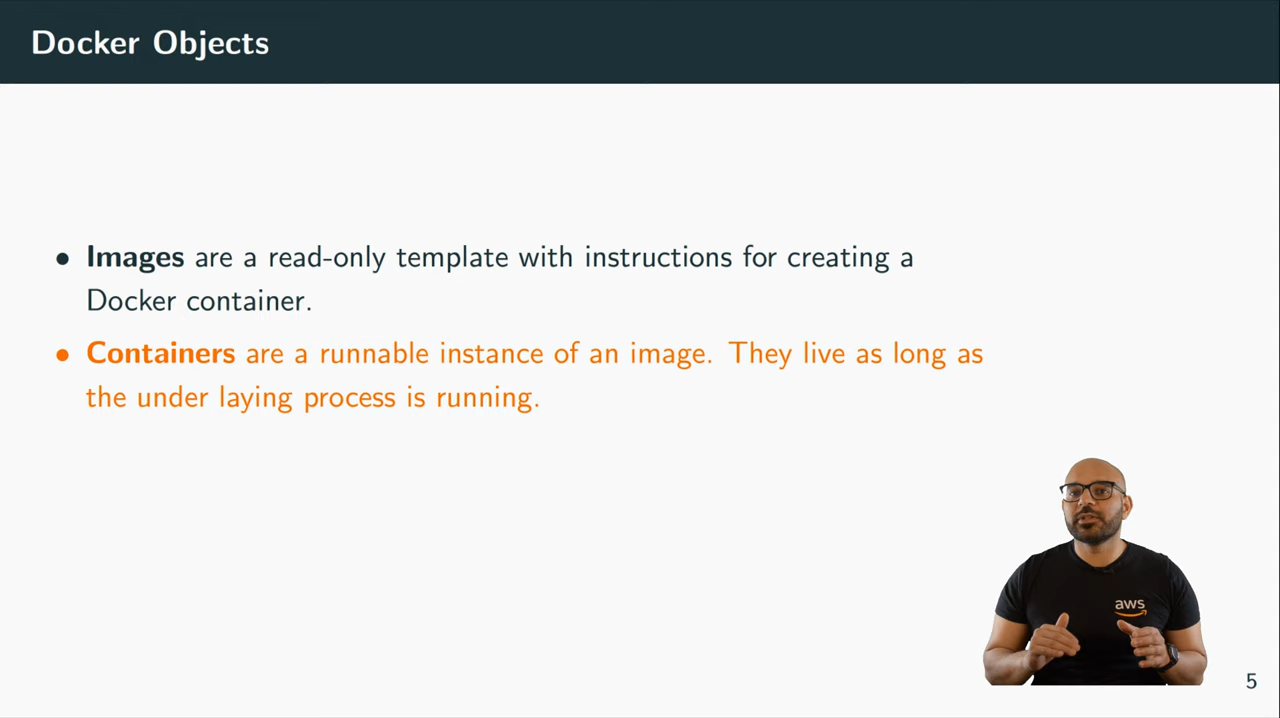 Docker Objects
• Images are a read-only template with instructions for creating a
Docker container.
• Containers are a runnable instance of an image. They live as long as
the under laying process is running.
aws
5